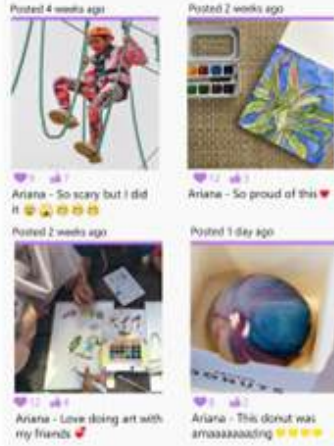 Posted 4 weeks ago
Posted 2 weeks ago
Ariana - So scary but I did
it
Ariana - So proud of this
Posted 2 weeks ago
Posted 1 day ago
Ariana - Love doing art with
my friends
Ariana - This donut was
amaaaaaazing